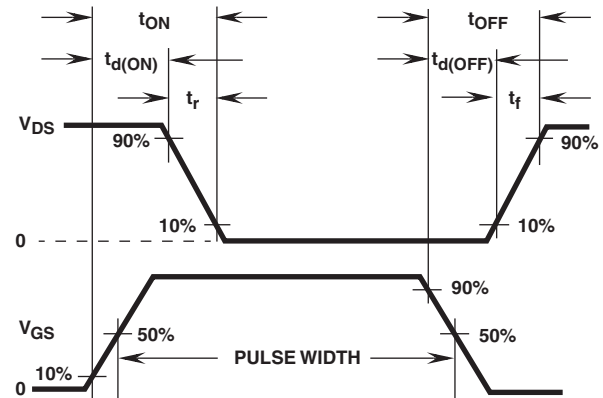 tON
tOFF
td(ON)
td(OFF)
tr
tf
VDS
90%
90%
10%
10%
0
90%
VGS
50%
50%
PULSE WIDTH
10%
0